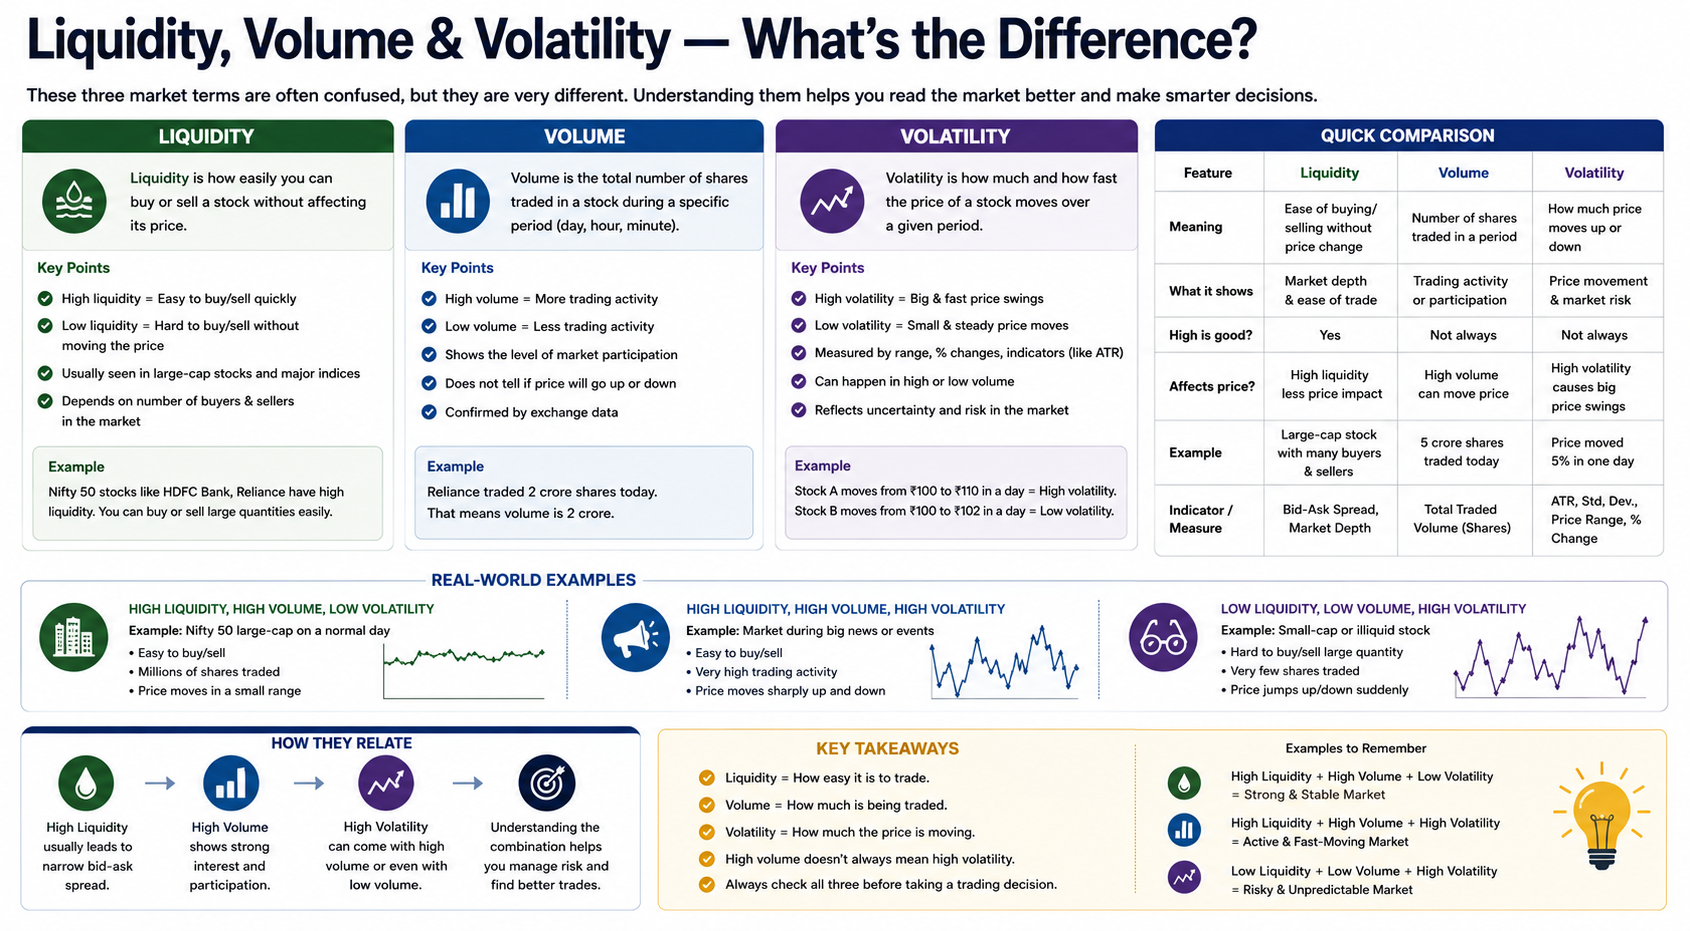 Liquidity, Volume & Volatility — What's the Difference?
These three market terms are often confused, but they are very different. Understanding them helps you read the market better and make smarter decisions.
LIQUIDITY
Liquidity is how easily you can
buy or sell a stock without affecting
its price.
Key Points
High liquidity = Easy to buy/sell quickly
Low liquidity = Hard to buy/sell without
moving the price
Usually seen in large-cap stocks and major indices
Depends on number of buyers & sellers
in the market
Example
Nifty 50 stocks like HDFC Bank, Reliance have high
liquidity. You can buy or sell large quantities easily.
VOLUME
Volume is the total number of shares
traded in a stock during a specific
period (day, hour, minute).
Key Points
High volume = More trading activity
Low volume = Less trading activity
Shows the level of market participation
Does not tell if price will go up or down
Confirmed by exchange data
Example
Reliance traded 2 crore shares today.
That means volume is 2 crore.
VOLATILITY
Volatility is how much and how fast
the price of a stock moves over
a given period.
Key Points
High volatility = Big & fast price swings
Low volatility = Small & steady price moves
Measured by range, % changes, indicators (like ATR)
Can happen in high or low volume
Reflects uncertainty and risk in the market
Example
Stock A moves from ₹100 to ₹110 in a day = High volatility.
Stock B moves from ₹100 to ₹102 in a day = Low volatility.
QUICK COMPARISON
Feature
Liquidity
Volume
Volatility
Meaning
Ease of buying/
selling without
price change
Number of shares
traded in a period
How much price
moves up or
down
What it shows
Market depth
& ease of trade
Trading activity
or participation
Price movement
& market risk
High is good?
Yes
Not always
Not always
Affects price?
High liquidity
less price impact
High volume
can move price
High volatility
causes big
price swings
Example
Large-cap stock
with many buyers
& sellers
5 crore shares
traded today
Price moved
5% in one day
Indicator /
Measure
Bid-Ask Spread,
Market Depth
Total Traded
Volume (Shares)
ATR, Std, Dev.,
Price Range, %
Change
REAL-WORLD EXAMPLES
HIGH LIQUIDITY, HIGH VOLUME, LOW VOLATILITY
Example: Nifty 50 large-cap on a normal day
• Easy to buy/sell
• Millions of shares traded
• Price moves in a small range
HIGH LIQUIDITY, HIGH VOLUME, HIGH VOLATILITY
Example: Market during big news or events
• Easy to buy/sell
• Very high trading activity
• Price moves sharply up and down
LOW LIQUIDITY, LOW VOLUME, HIGH VOLATILITY
Example: Small-cap or illiquid stock
• Hard to buy/sell large quantity
• Very few shares traded
• Price jumps up/down suddenly
HOW THEY RELATE
High Liquidity
usually leads to
narrow bid-ask
spread.
High Volume
shows strong
interest and
participation.
High Volatility
can come with high
volume or even with
low volume.
Understanding the
combination helps
you manage risk and
find better trades.
KEY TAKEAWAYS
Liquidity = How easy it is to trade.
Volume = How much is being traded.
Volatility = How much the price is moving.
High volume doesn't always mean high volatility.
Always check all three before taking a trading decision.
Examples to Remember
High Liquidity + High Volume + Low Volatility
= Strong & Stable Market
High Liquidity + High Volume + High Volatility
= Active & Fast-Moving Market
Low Liquidity + Low Volume + High Volatility
= Risky & Unpredictable Market